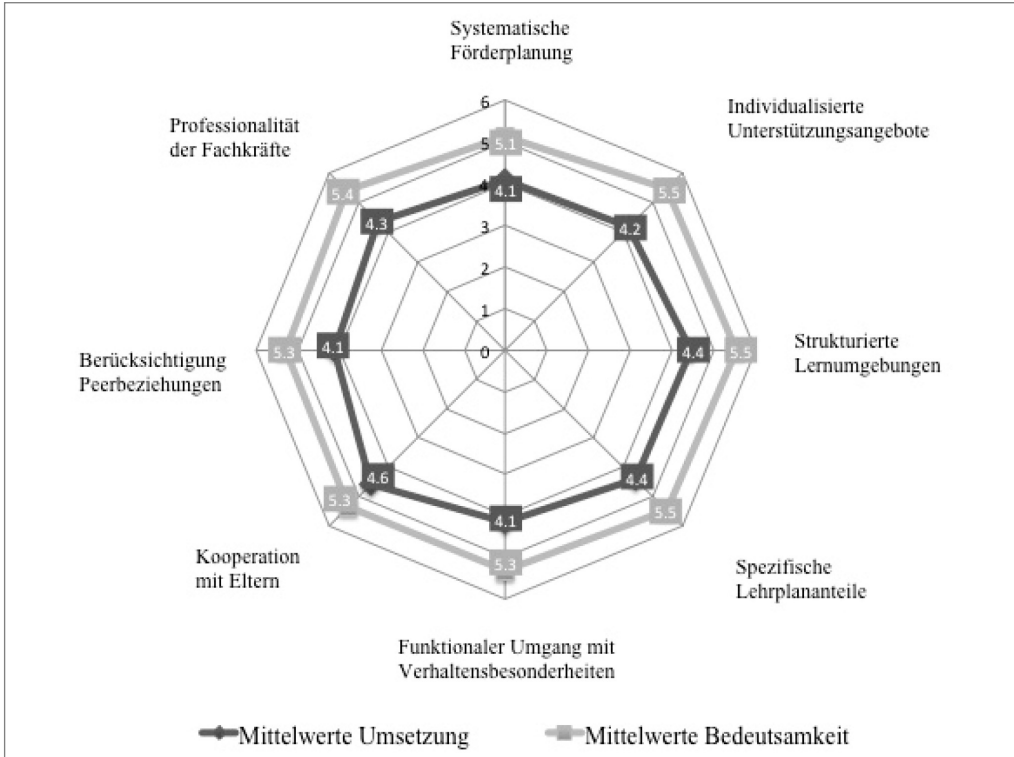 Systematische
Förderplanung
Individualisierte
Unterstützungsangebote
Professionalität
der Fachkräfte
6
5
4
3
2
1
0
5.1
4.1
5.5
4.2
5.4
4.3
5.3
4.1
4.4
5.5
Strukturierte
Lernumgebungen
Berücksichtigung
Peerbeziehungen
4.6
5.3
4.4
5.5
4.1
5.3
Kooperation
mit Eltern
Spezifische
Lehrplananteile
Funktionaler Umgang mit
Verhaltensbesonderheiten
Mittelwerte Umsetzung
Mittelwerte Bedeutsamkeit